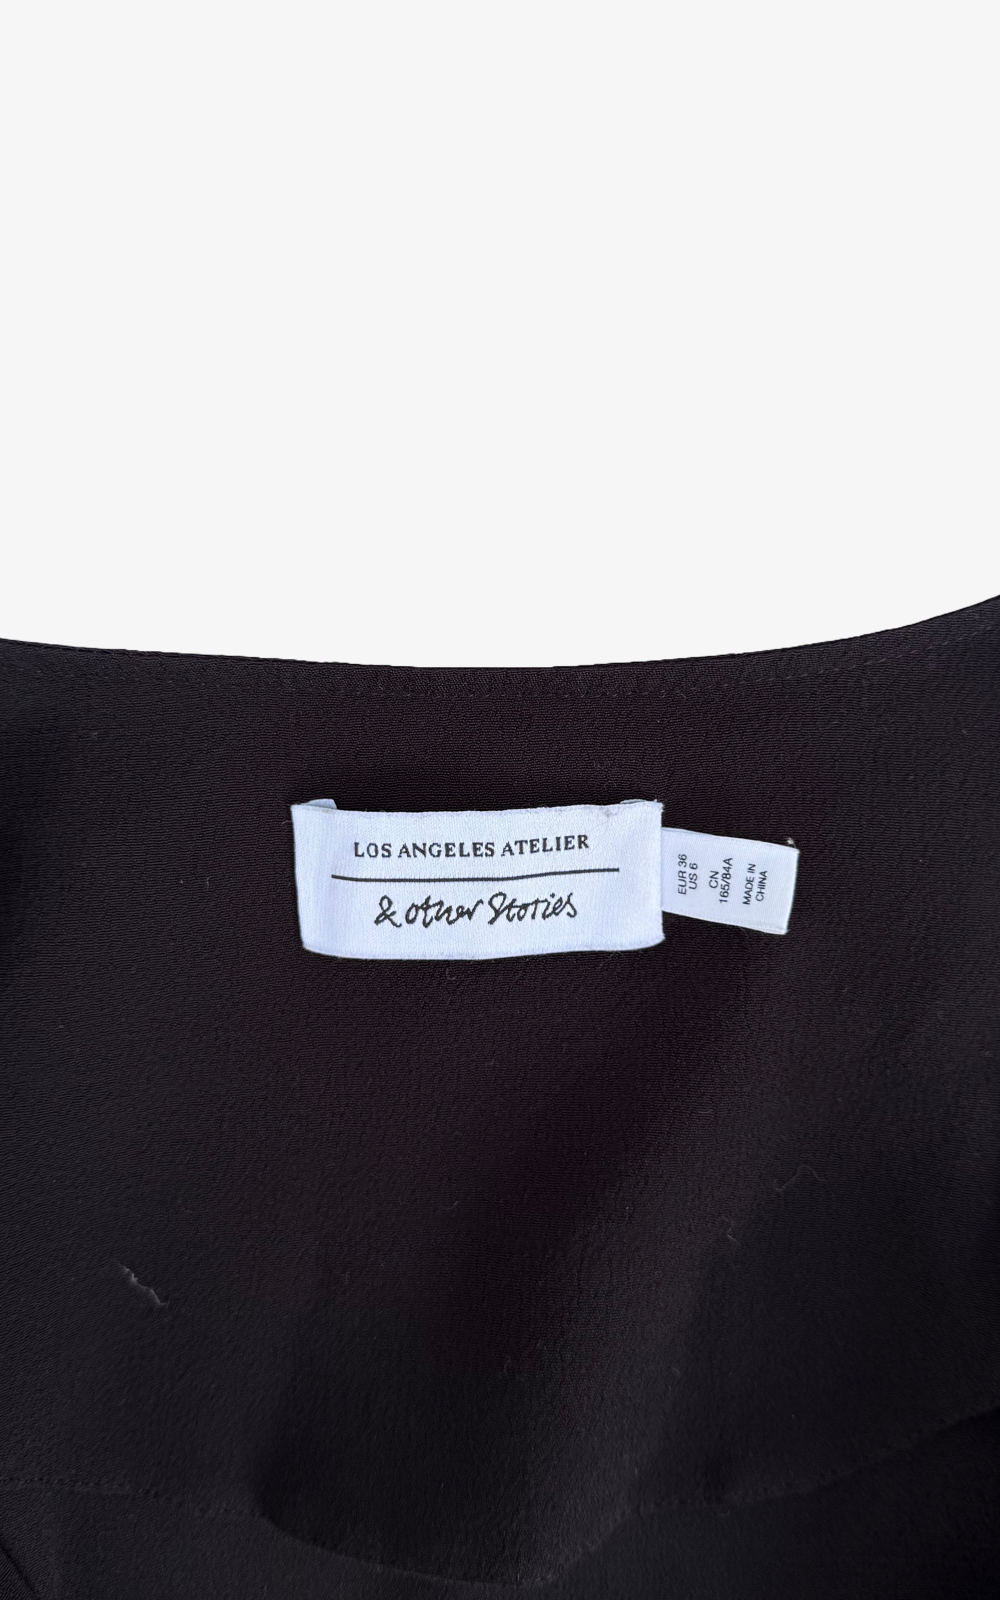 LOS ANGELES ATELIER
& other Stories
EUR 36
US 6
CN
165/84A
MADE IN
CHINA